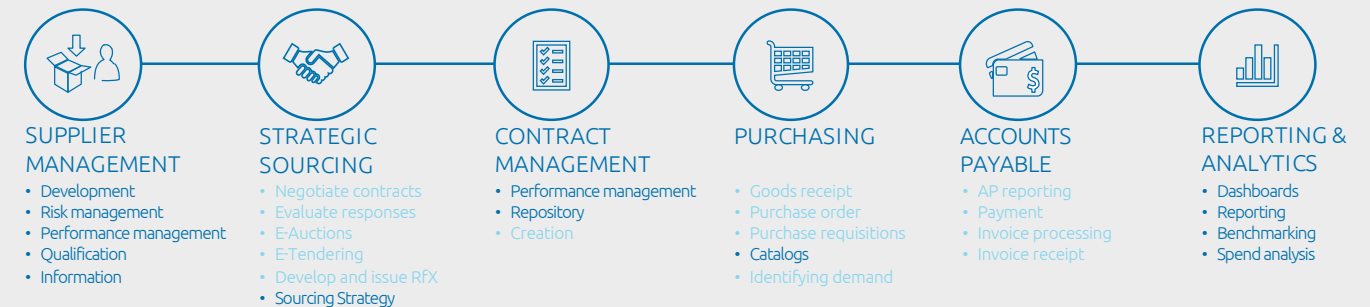 SUPPLIER
MANAGEMENT
• Development
• Risk management
• Performance management
• Qualification
• Information
STRATEGIC
SOURCING
• Negotiate contracts
• Evaluate responses
• E-Auctions
• E-Tendering
• Develop and issue RfX
• Sourcing Strategy
CONTRACT
MANAGEMENT
• Performance management
• Repository
• Creation
PURCHASING
• Goods receipt
• Purchase order
• Purchase requisitions
• Catalogs
• Identifying demand
$
ACCOUNTS
PAYABLE
• AP reporting
• Payment
• Invoice processing
• Invoice receipt
REPORTING &
ANALYTICS
• Dashboards
• Reporting
• Benchmarking
• Spend analysis